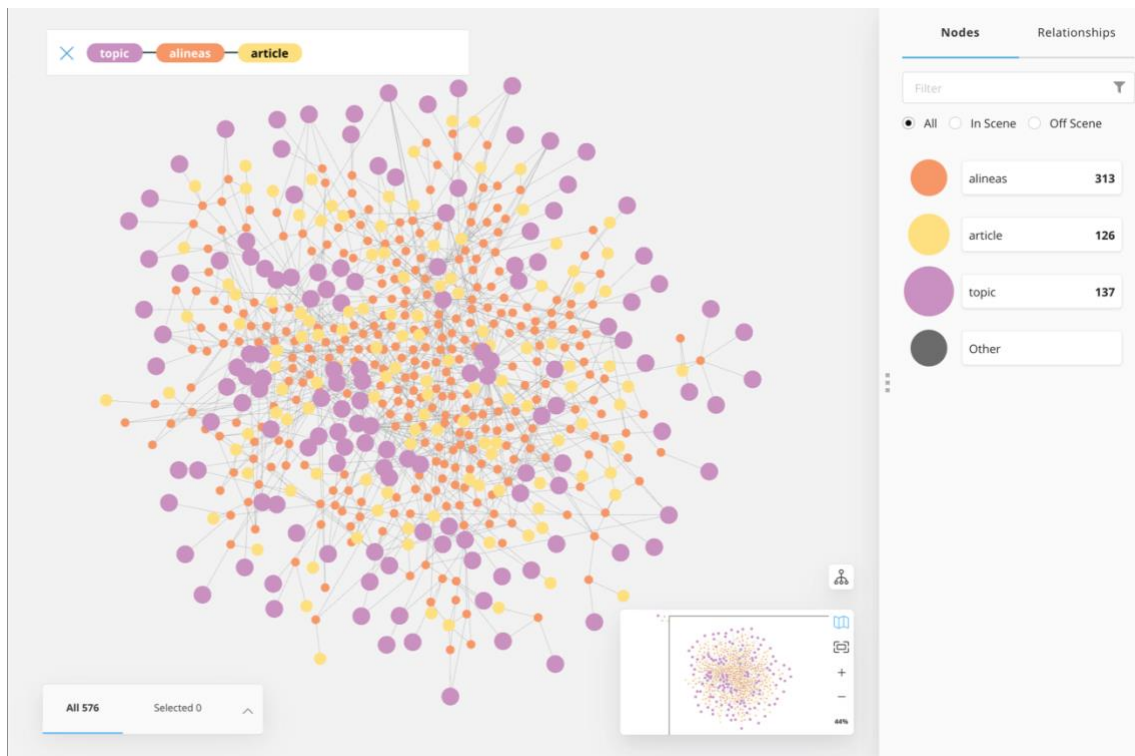 topic alineas article
Nodes Relationships
Filter
All In Scene Off Scene
alineas 313
article 126
topic 137
Other
All 576 Selected 0
44%